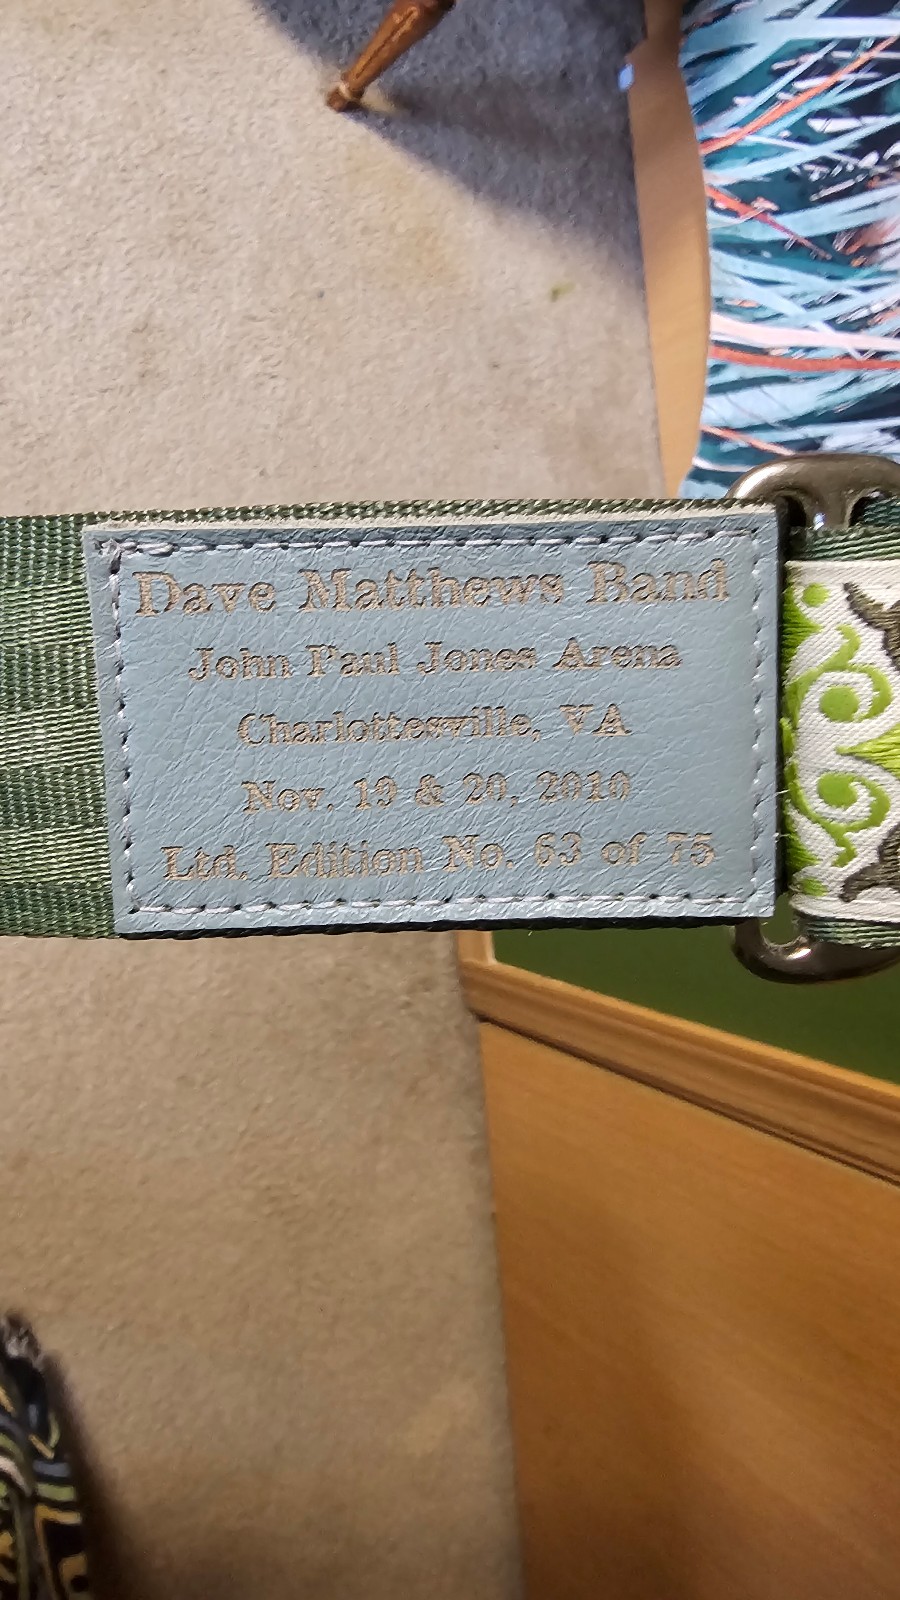 Dave Matthews Band
John Paul Jones Arena
Charlottesville, VA
Nov. 19 & 20, 2010
Ltd. Edition No. 63 of 75